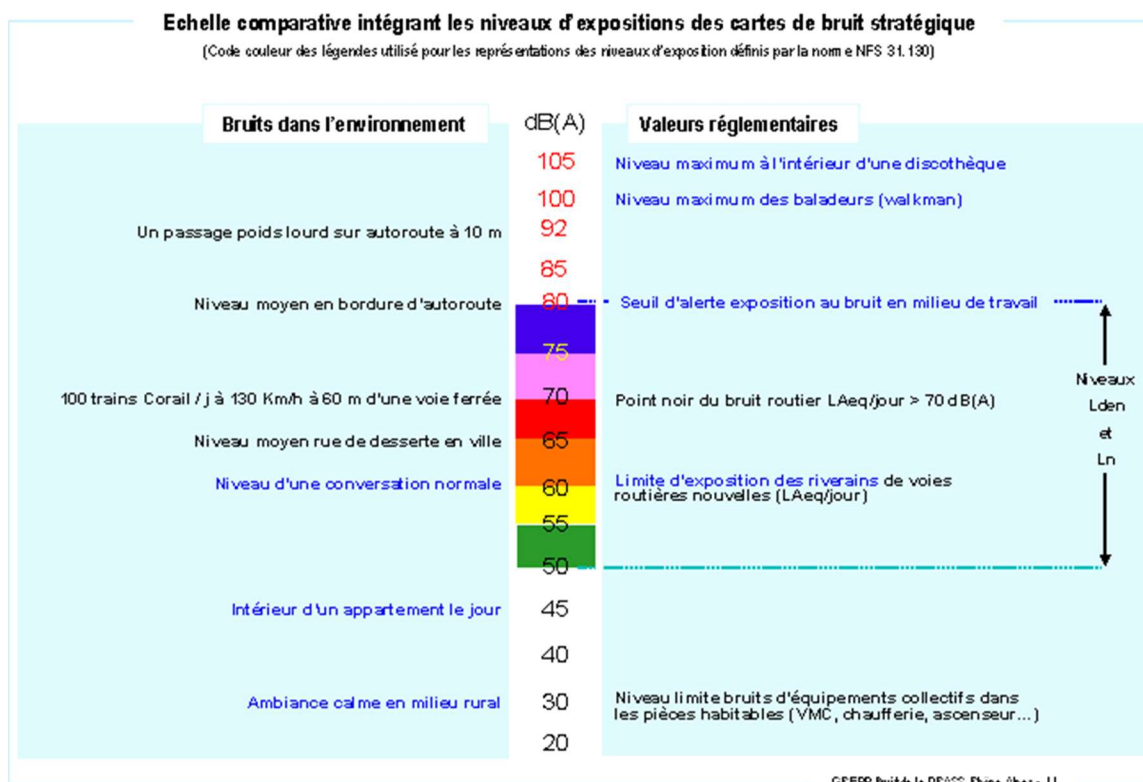 Echelle comparative intégrant les niveaux d'expositions des cartes de bruit stratégique
(Code couleur des légendes utilisé pour les représentations des niveaux d'exposition définis par la norme NFS 31.130)
Bruits dans l'environnement
dB(A)
Valeurs réglementaires
105
Niveau maximum à l'intérieur d'une discothèque
100
Niveau maximum des baladeurs (walkman)
Un passage poids lourd sur autoroute à 10 m
92
85
Niveau moyen en bordure d'autoroute
80
Seuil d'alerte exposition au bruit en milieu de travail
75
Niveaux
Lden
et
Ln
100 trains Corail / j à 130 Km/h à 60 m d'une voie ferrée
70
Point noir du bruit routier LAeq/jour > 70 dB(A)
Niveau moyen rue de desserte en ville
65
Niveau d'une conversation normale
60
Limite d'exposition des riverains de voies
routières nouvelles (LAeq/jour)
55
50
Intérieur d'un appartement le jour
45
40
Ambiance calme en milieu rural
30
Niveau limite bruits d'équipements collectifs dans
les pièces habitables (VMC, chaufferie, ascenseur...)
20